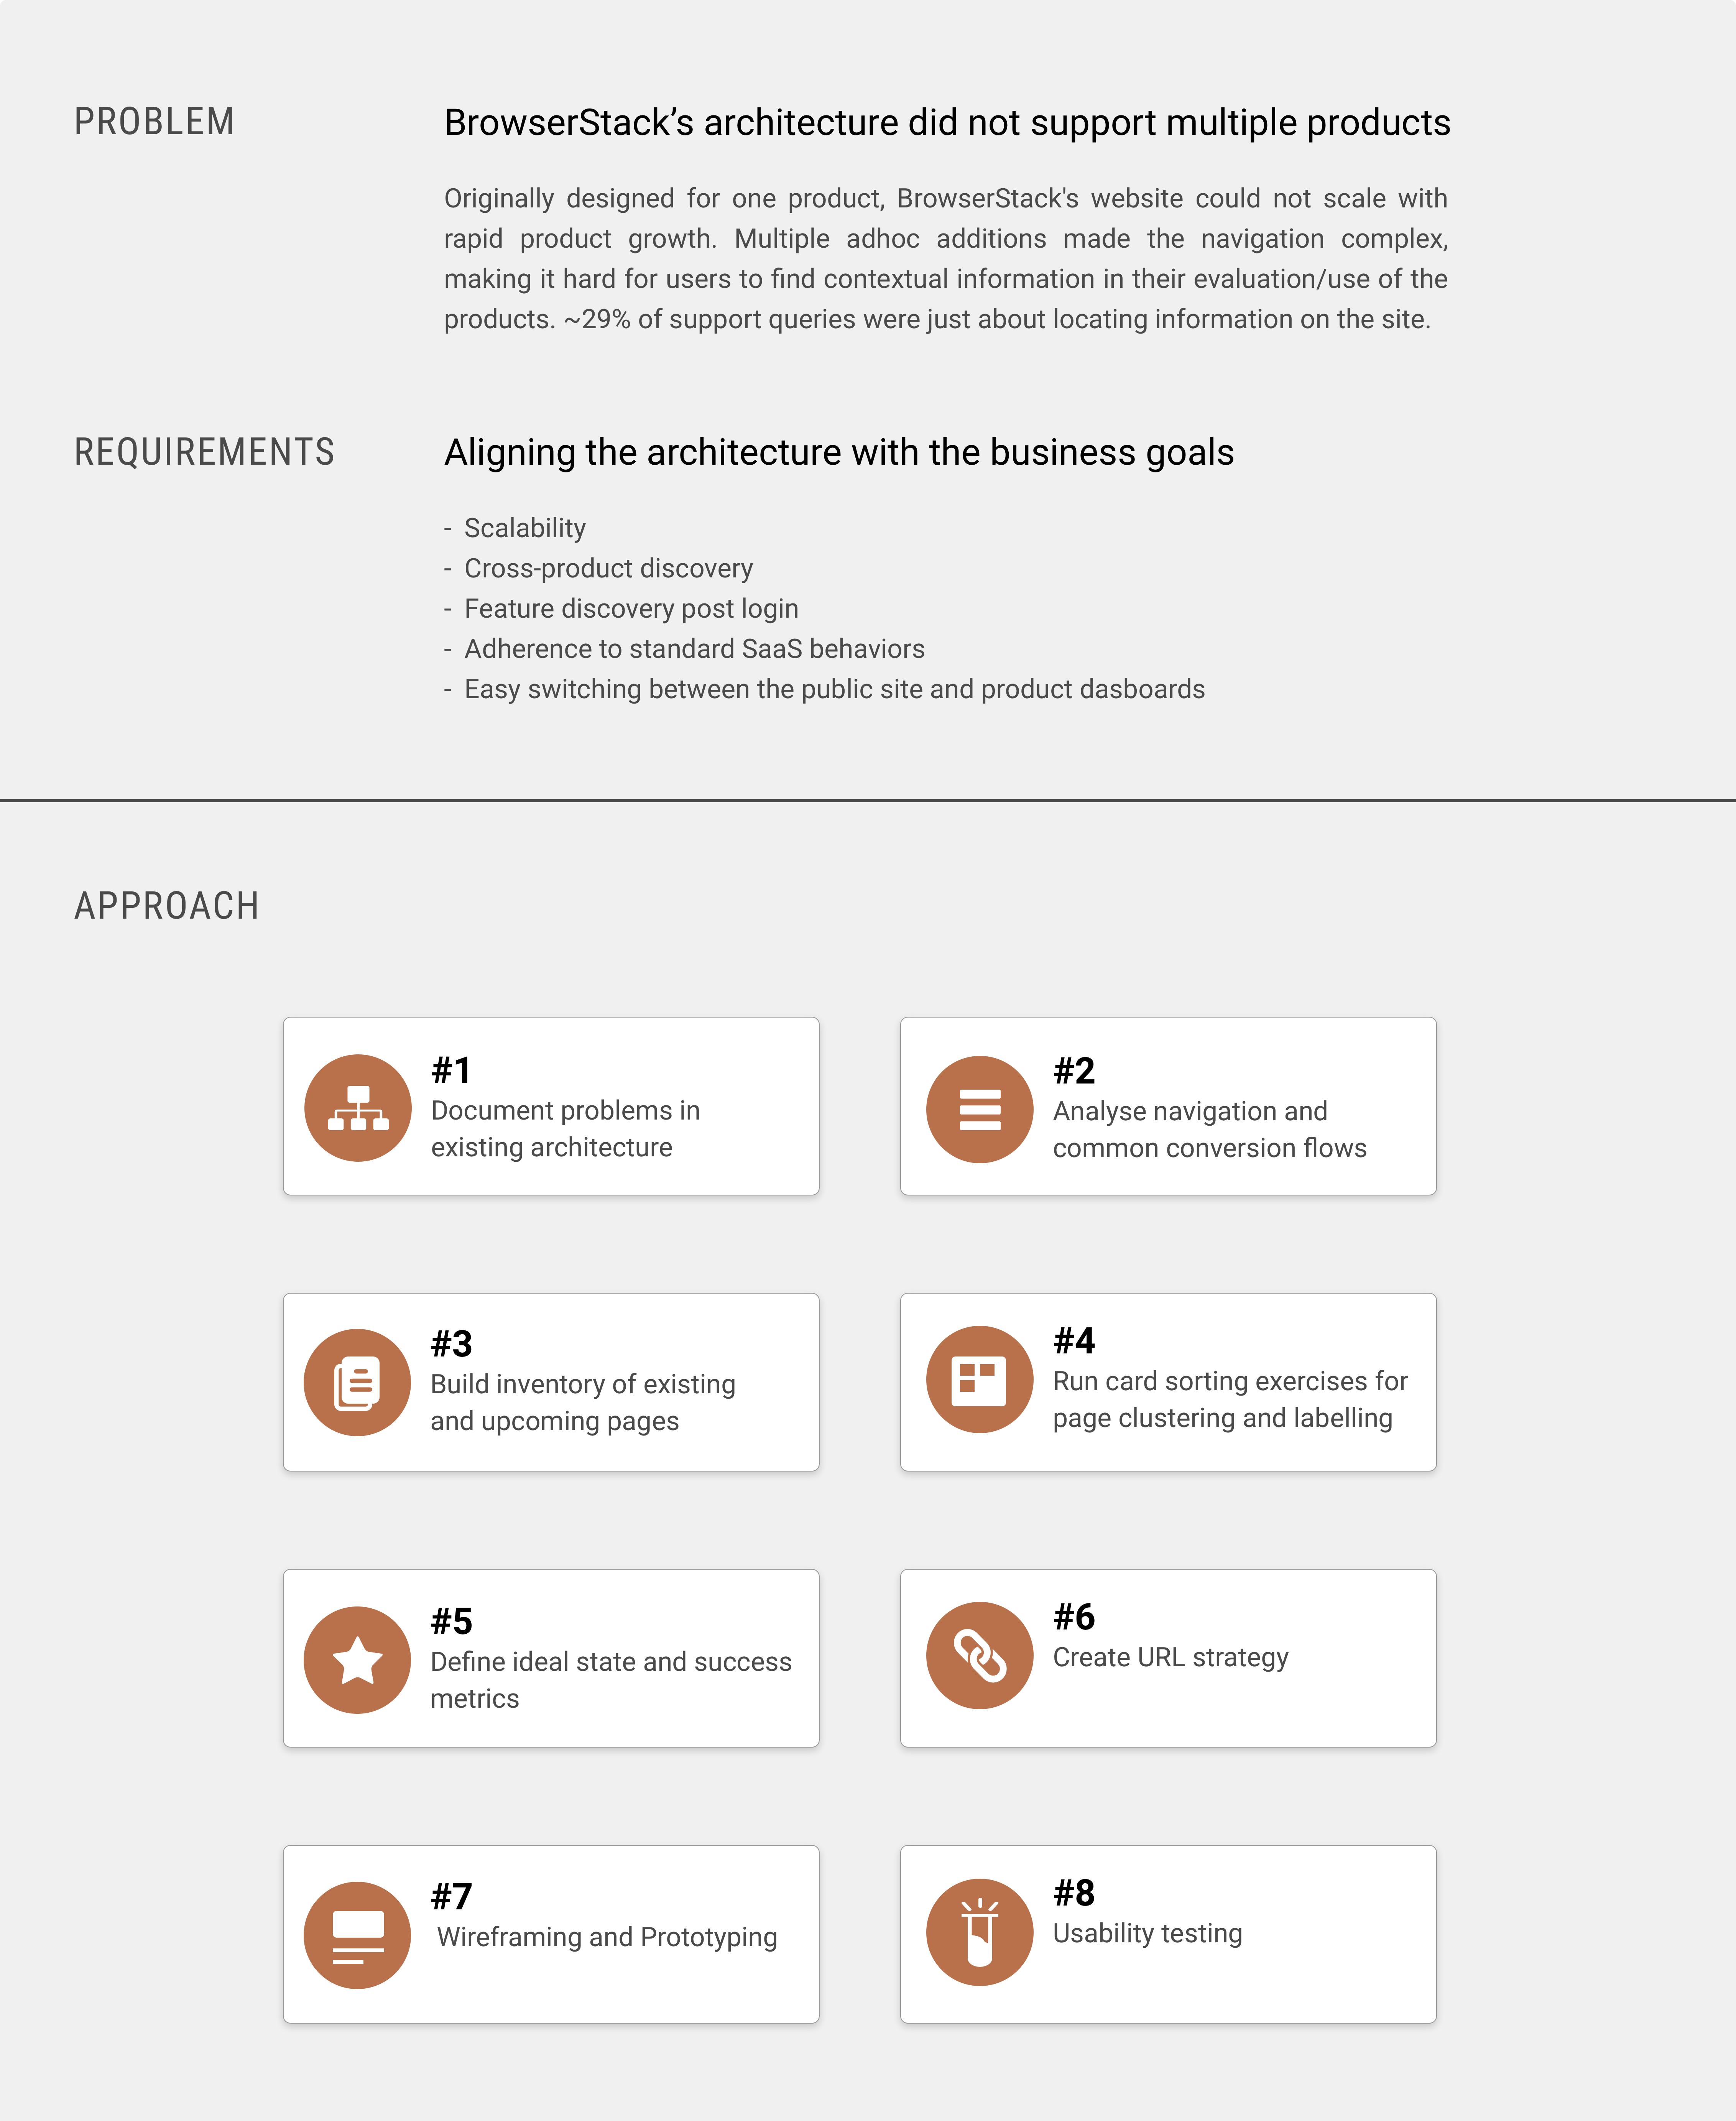 PROBLEM
BrowserStack’s architecture did not support multiple products
Originally designed for one product, BrowserStack's website could not scale with
rapid product growth. Multiple adhoc additions made the navigation complex,
making it hard for users to find contextual information in their evaluation/use of the
products. ~29% of support queries were just about locating information on the site.
REQUIREMENTS
Aligning the architecture with the business goals
- Scalability
- Cross-product discovery
- Feature discovery post login
- Adherence to standard SaaS behaviors
- Easy switching between the public site and product dasboards
APPROACH
#1
Document problems in
existing architecture
#2
Analyse navigation and
common conversion flows
#3
Build inventory of existing
and upcoming pages
#4
Run card sorting exercises for
page clustering and labelling
#5
Define ideal state and success
metrics
#6
Create URL strategy
#7
Wireframing and Prototyping
#8
Usability testing